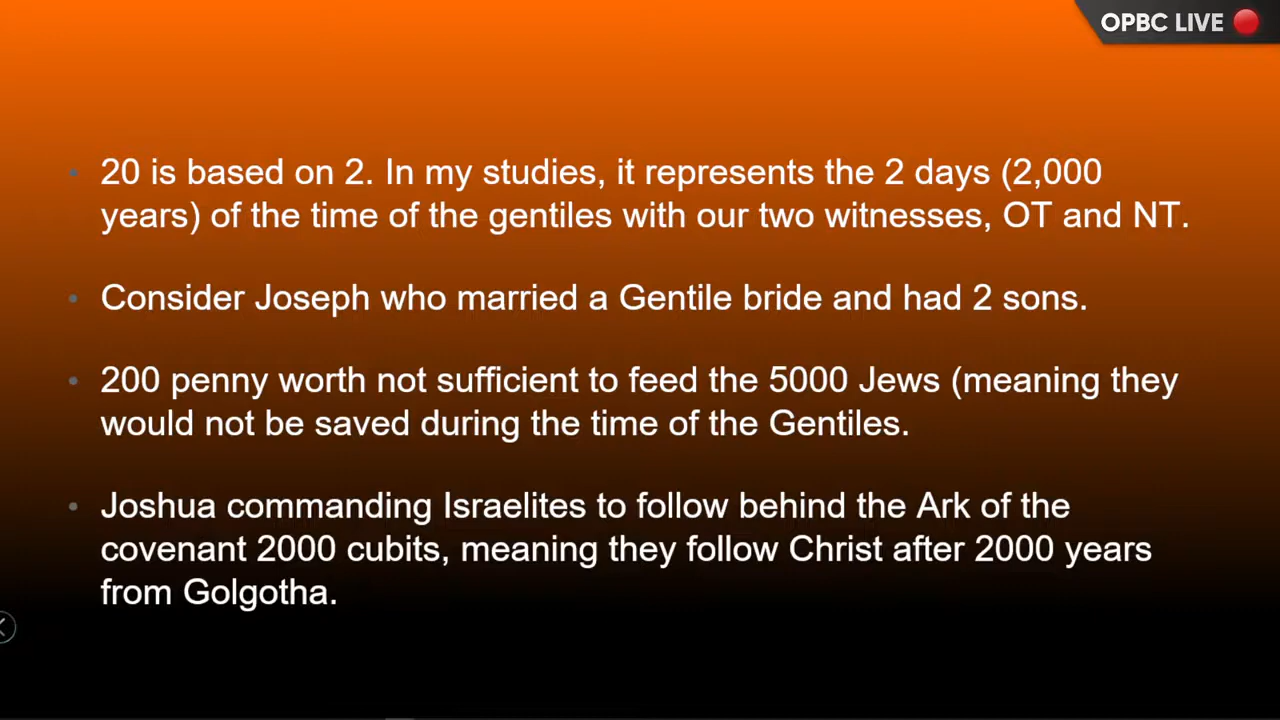 OPBC LIVE
20 is based on 2. In my studies, it represents the 2 days (2,000
years) of the time of the gentiles with our two witnesses, OT and NT.
Consider Joseph who married a Gentile bride and had 2 sons.
200 penny worth not sufficient to feed the 5000 Jews (meaning they
would not be saved during the time of the Gentiles.
Joshua commanding Israelites to follow behind the Ark of the
covenant 2000 cubits, meaning they follow Christ after 2000 years
from Golgotha.